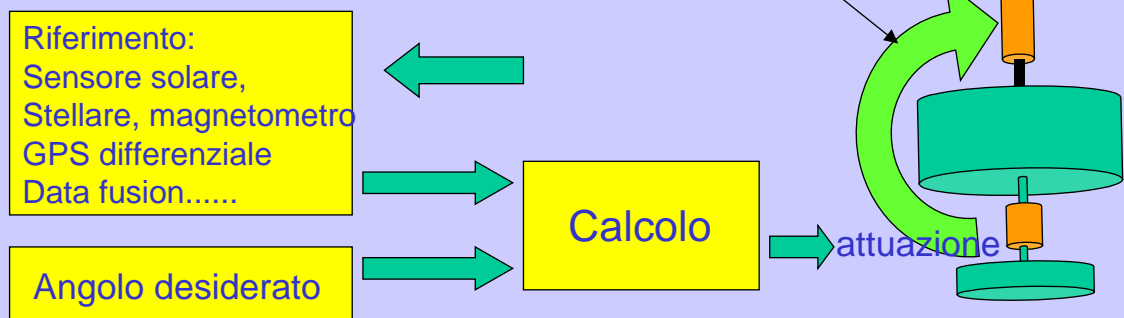 Riferimento:
Sensore solare,
Stellare, magnetometro
GPS differenziale
Data fusion......
Calcolo
attuazione
Angolo desiderato